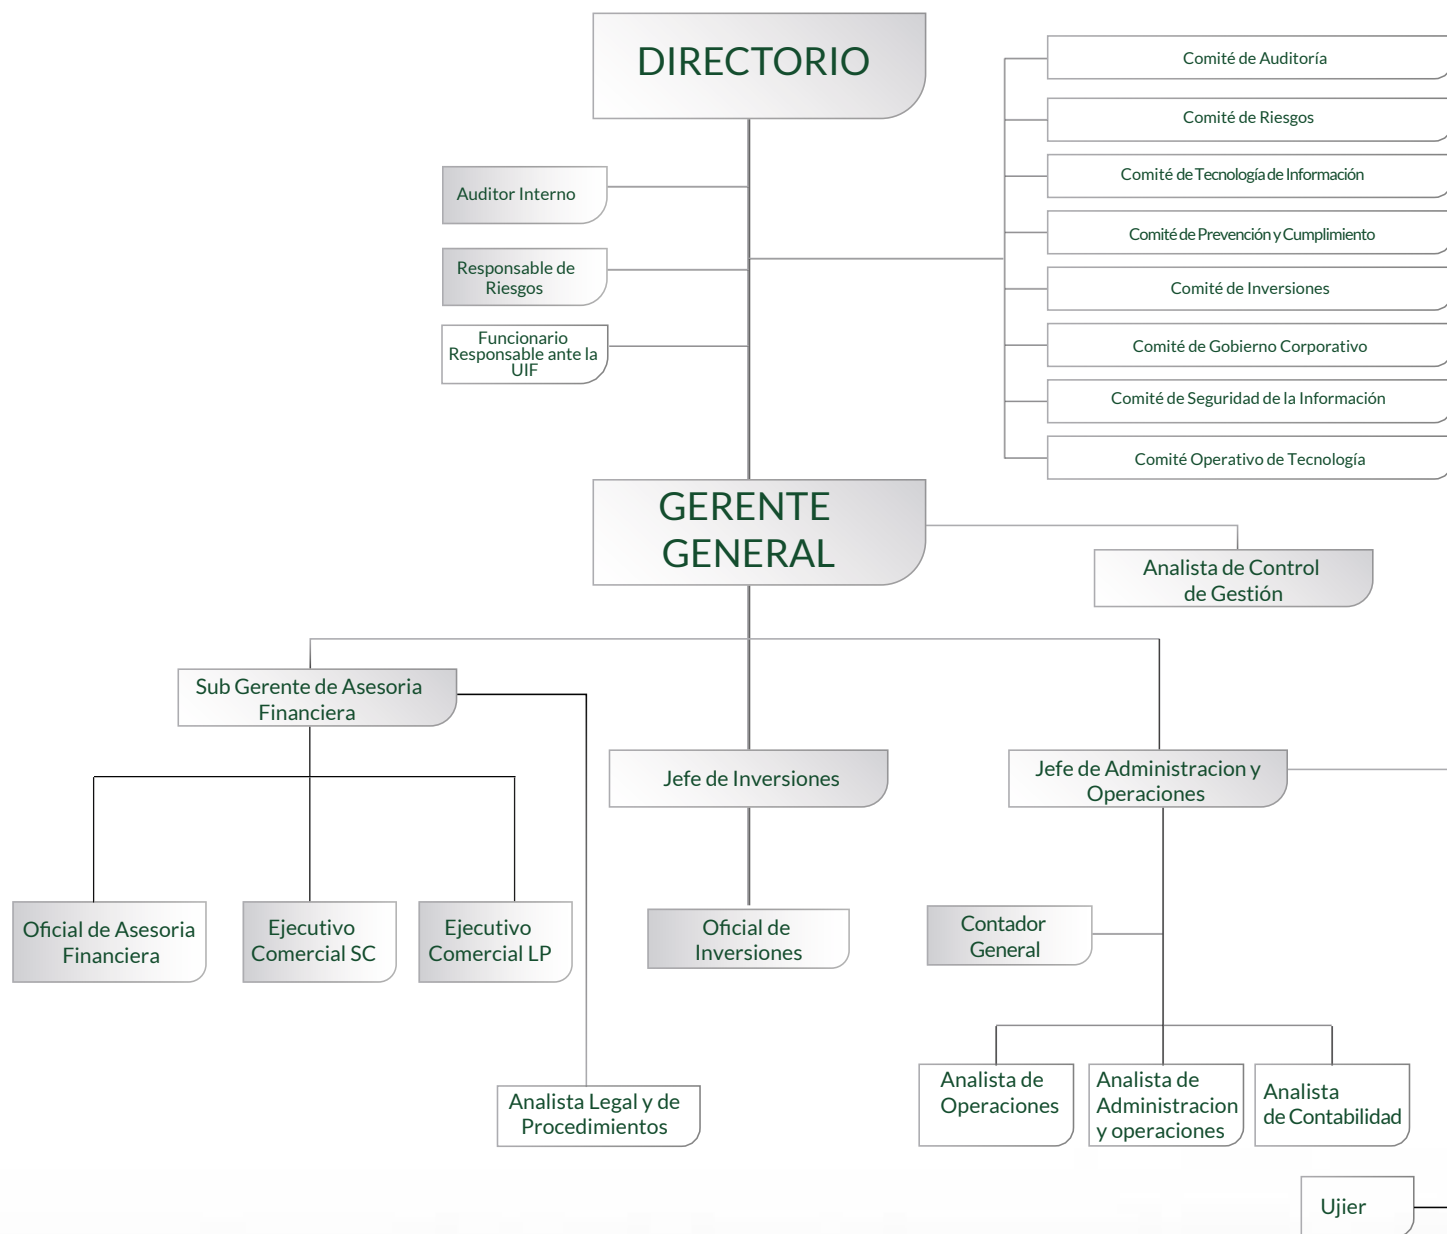 DIRECTORIO
Comité de Auditoría
Comité de Riesgos
Comité de Tecnología de Información
Comité de Prevención y Cumplimiento
Comité de Inversiones
Comité de Gobierno Corporativo
Comité de Seguridad de la Información
Comité Operativo de Tecnología
Auditor Interno
Responsable de
Riesgos
Funcionario
Responsable ante la
UIF
GERENTE
GENERAL
Analista de Control
de Gestión
Sub Gerente de Asesoria
Financiera
Jefe de Inversiones
Jefe de Administracion y
Operaciones
Oficial de Asesoria
Financiera
Ejecutivo
Comercial SC
Ejecutivo
Comercial LP
Oficial de
Inversiones
Contador
General
Analista Legal y de
Procedimientos
Analista de
Operaciones
Analista de
Administracion
y operaciones
Analista
de Contabilidad
Ujier